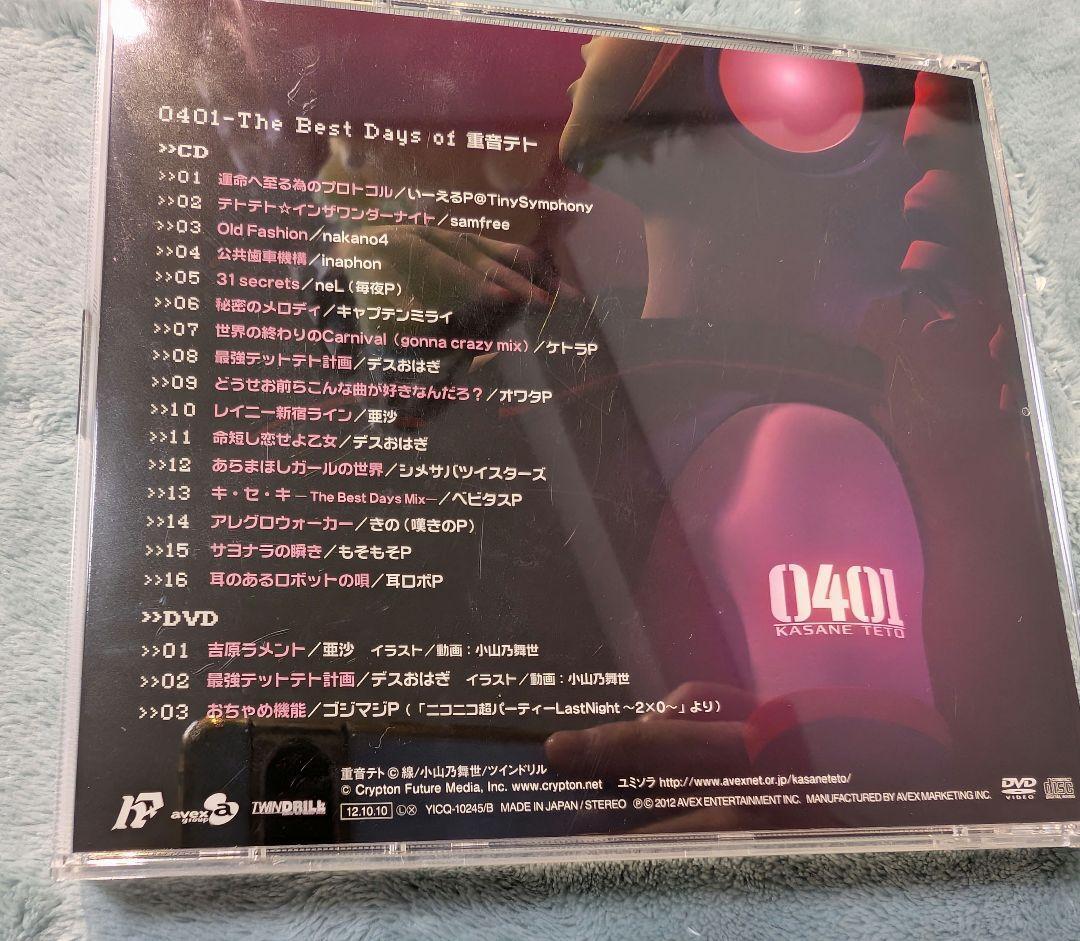 0401-The Best Days of 重音テト
>>CD
>>01 運命へ至る為のプロトコル/いーえるP@TinySymphony
>>02 テトテト☆インザワンダーナイト/samfree
>>03 Old Fashion/nakano4
>>04 公共歯車機構/inaphon
>>05 31 secrets/neL(毎夜P)
>>06 秘密のメロディ/キャプテンミライ
>>07 世界の終わりのCarnival(gonna crazy mix)/ケトラP
>>08 最強テットテト計画/デスおはぎ
>>09 どうせお前らこんな曲が好きなんだろ?/オワタP
>>10 レイニー新宿ライン/亜沙
>>11 命短し恋せよ乙女/デスおはぎ
>>12 あらまほしガールの世界/シメサバツイスターズ
>>13 キ・セ・キ ―The Best Days Mix―/ペピタスP
>>14 アレグロウォーカー/きの(嘆きのP)
>>15 サヨナラの瞬き/もそもそP
>>16 耳のあるロボットの唄/耳ロボP
>>DVD
>>01 吉原ラメント/亜沙 イラスト/動画:小山乃舞世
>>02 最強テットテト計画/デスおはぎ イラスト/動画:小山乃舞世
>>03 おちゃめ機能/ゴジマジP(「ニコニコ超パーティーLastNight~2×0~」より)
0401
KASANE TETO
重音テト©線/小山乃舞世/ツインドリル
© Crypton Future Media, Inc. www.crypton.net ユミソラ http://www.avexnet.or.jp/kasaneteto/
avex group TWINDRILL 12.10.10 Ⓛⓧ YICQ-10245/B MADE IN JAPAN/STEREO ℗© 2012 AVEX ENTERTAINMENT INC. MANUFACTURED BY AVEX MARKETING INC.
DVD VIDEO
disc DIGITAL AUDIO